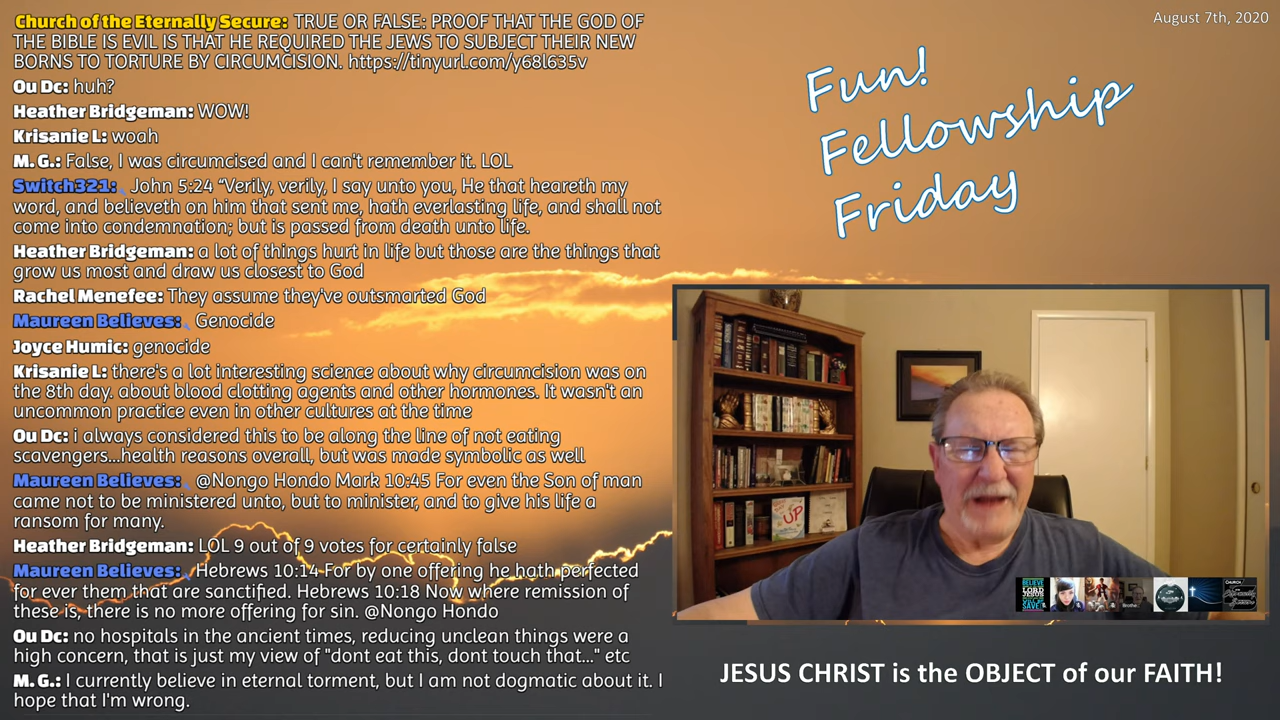 Church of the Eternally Secure: TRUE OR FALSE: PROOF THAT THE GOD OF
THE BIBLE IS EVIL IS THAT HE REQUIRED THE JEWS TO SUBJECT THEIR NEW
BORNS TO TORTURE BY CIRCUMCISION. https://tinyurl.com/y68l635v
Ou Dc: huh?
Heather Bridgeman: WOW!
Krisanie L: woah
M. G.: False, I was circumcised and I can't remember it. LOL
Switch321: John 5:24 “Verily, verily, I say unto you, He that heareth my
word, and believeth on him that sent me, hath everlasting life, and shall not
come into condemnation; but is passed from death unto life.
Heather Bridgeman: a lot of things hurt in life but those are the things that
grow us most and draw us closest to God
Rachel Menefee: They assume they've outsmarted God
Maureen Believes: Genocide
Joyce Humic: genocide
Krisanie L: there's a lot interesting science about why circumcision was on
the 8th day. about blood clotting agents and other hormones. It wasn't an
uncommon practice even in other cultures at the time
Ou Dc: i always considered this to be along the line of not eating
scavengers...health reasons overall, but was made symbolic as well
Maureen Believes: @Nongo Hondo Mark 10:45 For even the Son of man
came not to be ministered unto, but to minister, and to give his life a
ransom for many.
Heather Bridgeman: LOL 9 out of 9 votes for certainly false
Maureen Believes: Hebrews 10:14 For by one offering he hath perfected
for ever them that are sanctified. Hebrews 10:18 Now where remission of
these is, there is no more offering for sin. @Nongo Hondo
Ou Dc: no hospitals in the ancient times, reducing unclean things were a
high concern, that is just my view of "dont eat this, dont touch that..." etc
M. G.: I currently believe in eternal torment, but I am not dogmatic about it. I
hope that I'm wrong.
August 7th, 2020
Fun!
Fellowship
Friday
UP
BELIEVE
LORD
JESUS
SAVE
CHURCH
JESUS CHRIST is the OBJECT of our FAITH!